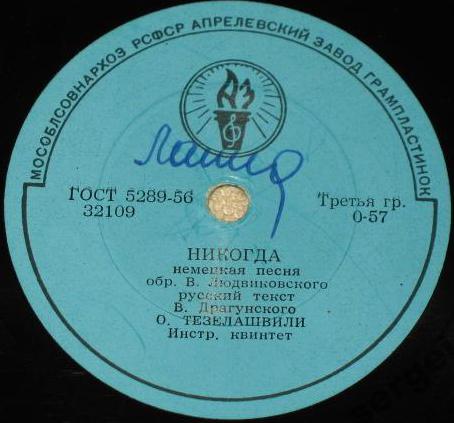 МОСОБЛСОВНАРХОЗ РСФСР АПРЕЛЕВСКИЙ ЗАВОД ГРАМПЛАСТИНОК
АЗ
ГОСТ 5289-56
32109
Третья гр.
0-57
НИКОГДА
немецкая песня
обр. В. Людвиковского
русский текст
В. Драгунского
О. ТЕЗЕЛАШВИЛИ
Инстр. квинтет